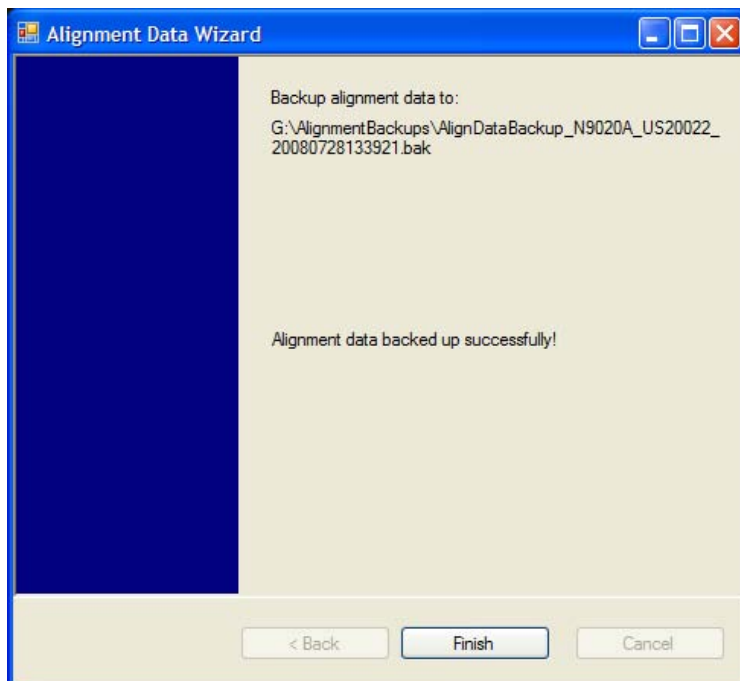 Alignment Data Wizard
Backup alignment data to:
G:\AlignmentBackups\AlignDataBackup_N9020A_US20022_
20080728133921.bak
Alignment data backed up successfully!
< Back
Finish
Cancel